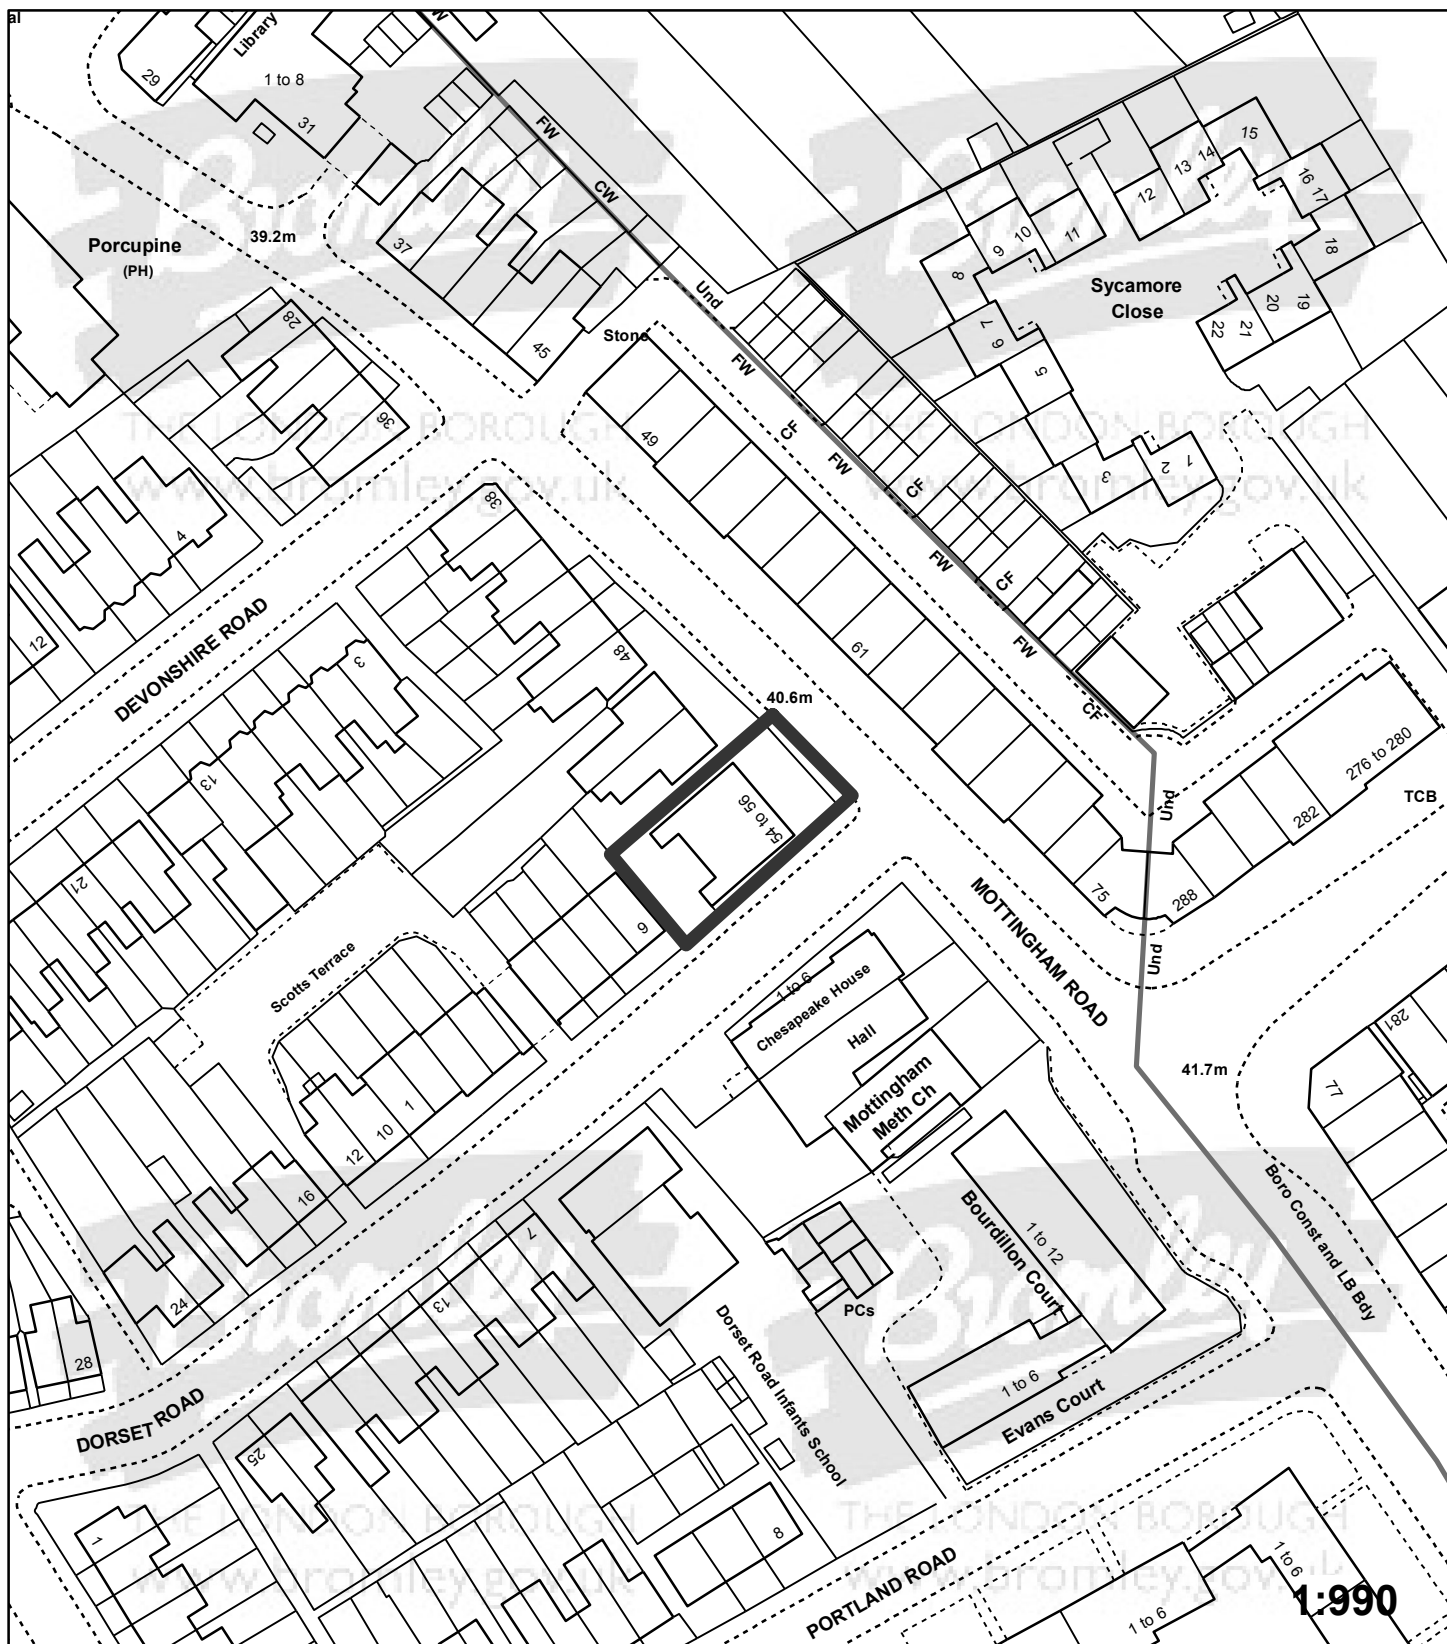 al
Library
29
1 to 8
31
W
FW
CW
37
39.2m
Porcupine
(PH)
28
36
45
Und
Stone
49
FW
CF
FW
CF
FW
CF
FW
CF
15
14
13
12
16
17
18
11
10
9
8
Sycamore
Close
19
20
21
22
7
6
5
3
2
1
4
12
DEVONSHIRE ROAD
38
48
3
13
21
61
40.6m
54 to 56
6
Scotts Terrace
276 to 280
TCB
282
288
75
Und
Und
MOTTINGHAM ROAD
1 to 6
Chesapeake House
Hall
Mottingham
Meth Ch
41.7m
281
77
1
10
12
16
24
28
7
13
25
DORSET ROAD
Bourdillon Court
1 to 12
PCs
Boro Const and LB Bdy
Dorset Road Infants School
1 to 6
Evans Court
1
8
PORTLAND ROAD
1 to 6
1 to 6
1:990
Bromley
THE LONDON BOROUGH
www.bromley.gov.uk
Bromley
THE LONDON BOROUGH
www.bromley.gov.uk
Bromley
THE LONDON BOROUGH
www.bromley.gov.uk
Bromley
THE LONDON BOROUGH
www.bromley.gov.uk